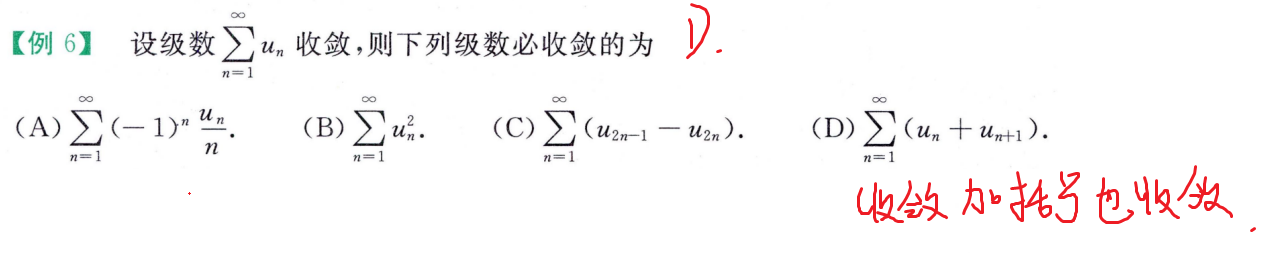 【例 6】 设级数$\sum_{n=1}^{\infty} u_n$ 收敛,则下列级数必收敛的为 D.
(A) $\sum_{n=1}^{\infty} (-1)^n \frac{u_n}{n}$. (B) $\sum_{n=1}^{\infty} u_n^2$. (C) $\sum_{n=1}^{\infty} (u_{2n-1} - u_{2n})$. (D) $\sum_{n=1}^{\infty} (u_n + u_{n+1})$.
收敛加括号也收敛.